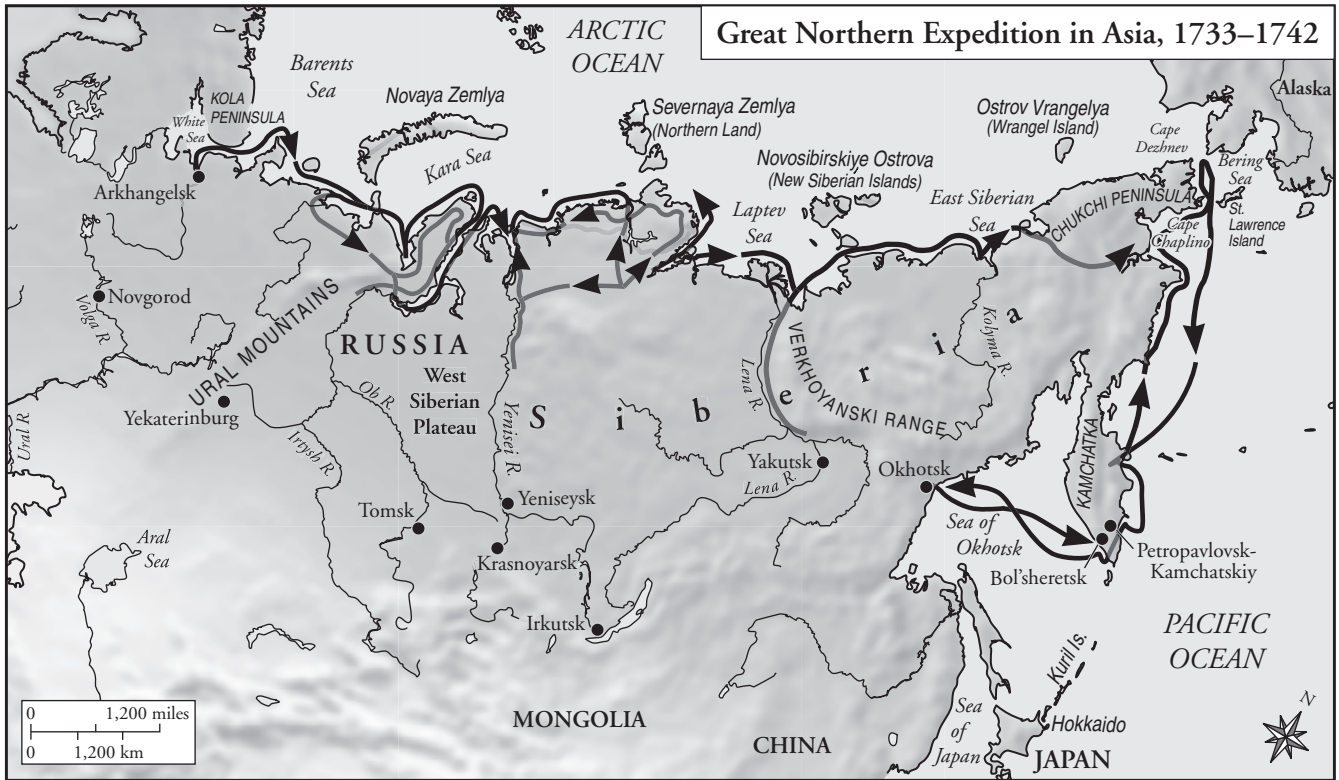 Great Northern Expedition in Asia, 1733–1742
ARCTIC
OCEAN
Barents
Sea
KOLA
PENINSULA
White
Sea
Arkhangelsk
Novaya Zemlya
Kara Sea
Severnaya Zemlya
(Northern Land)
Novosibirskiye Ostrova
(New Siberian Islands)
Laptev
Sea
Ostrov Vrangelya
(Wrangel Island)
East Siberian
Sea
Cape
Dezhnev
Alaska
Bering
Sea
St.
Lawrence
Island
CHUKCHI PENINSULA
Cape
Chaplino
Novgorod
Volga R.
URAL MOUNTAINS
RUSSIA
West
Siberian
Plateau
Yekaterinburg
Ural R
Ob R.
Irtysh R.
Yenisei R.
Siberia
Lena R.
VERKHOYANSKI RANGE
Kolyma R.
Yakutsk
Lena R.
Okhotsk
KAMCHATKA
Tomsk
Yeniseysk
Krasnoyarsk
Irkutsk
Aral
Sea
Sea of
Okhotsk
Bol'sheretsk
Petropavlovsk-
Kamchatskiy
PACIFIC
OCEAN
Kuril Is.
Hokkaido
Sea
of
Japan
JAPAN
MONGOLIA
CHINA
0 1,200 miles
0 1,200 km
N